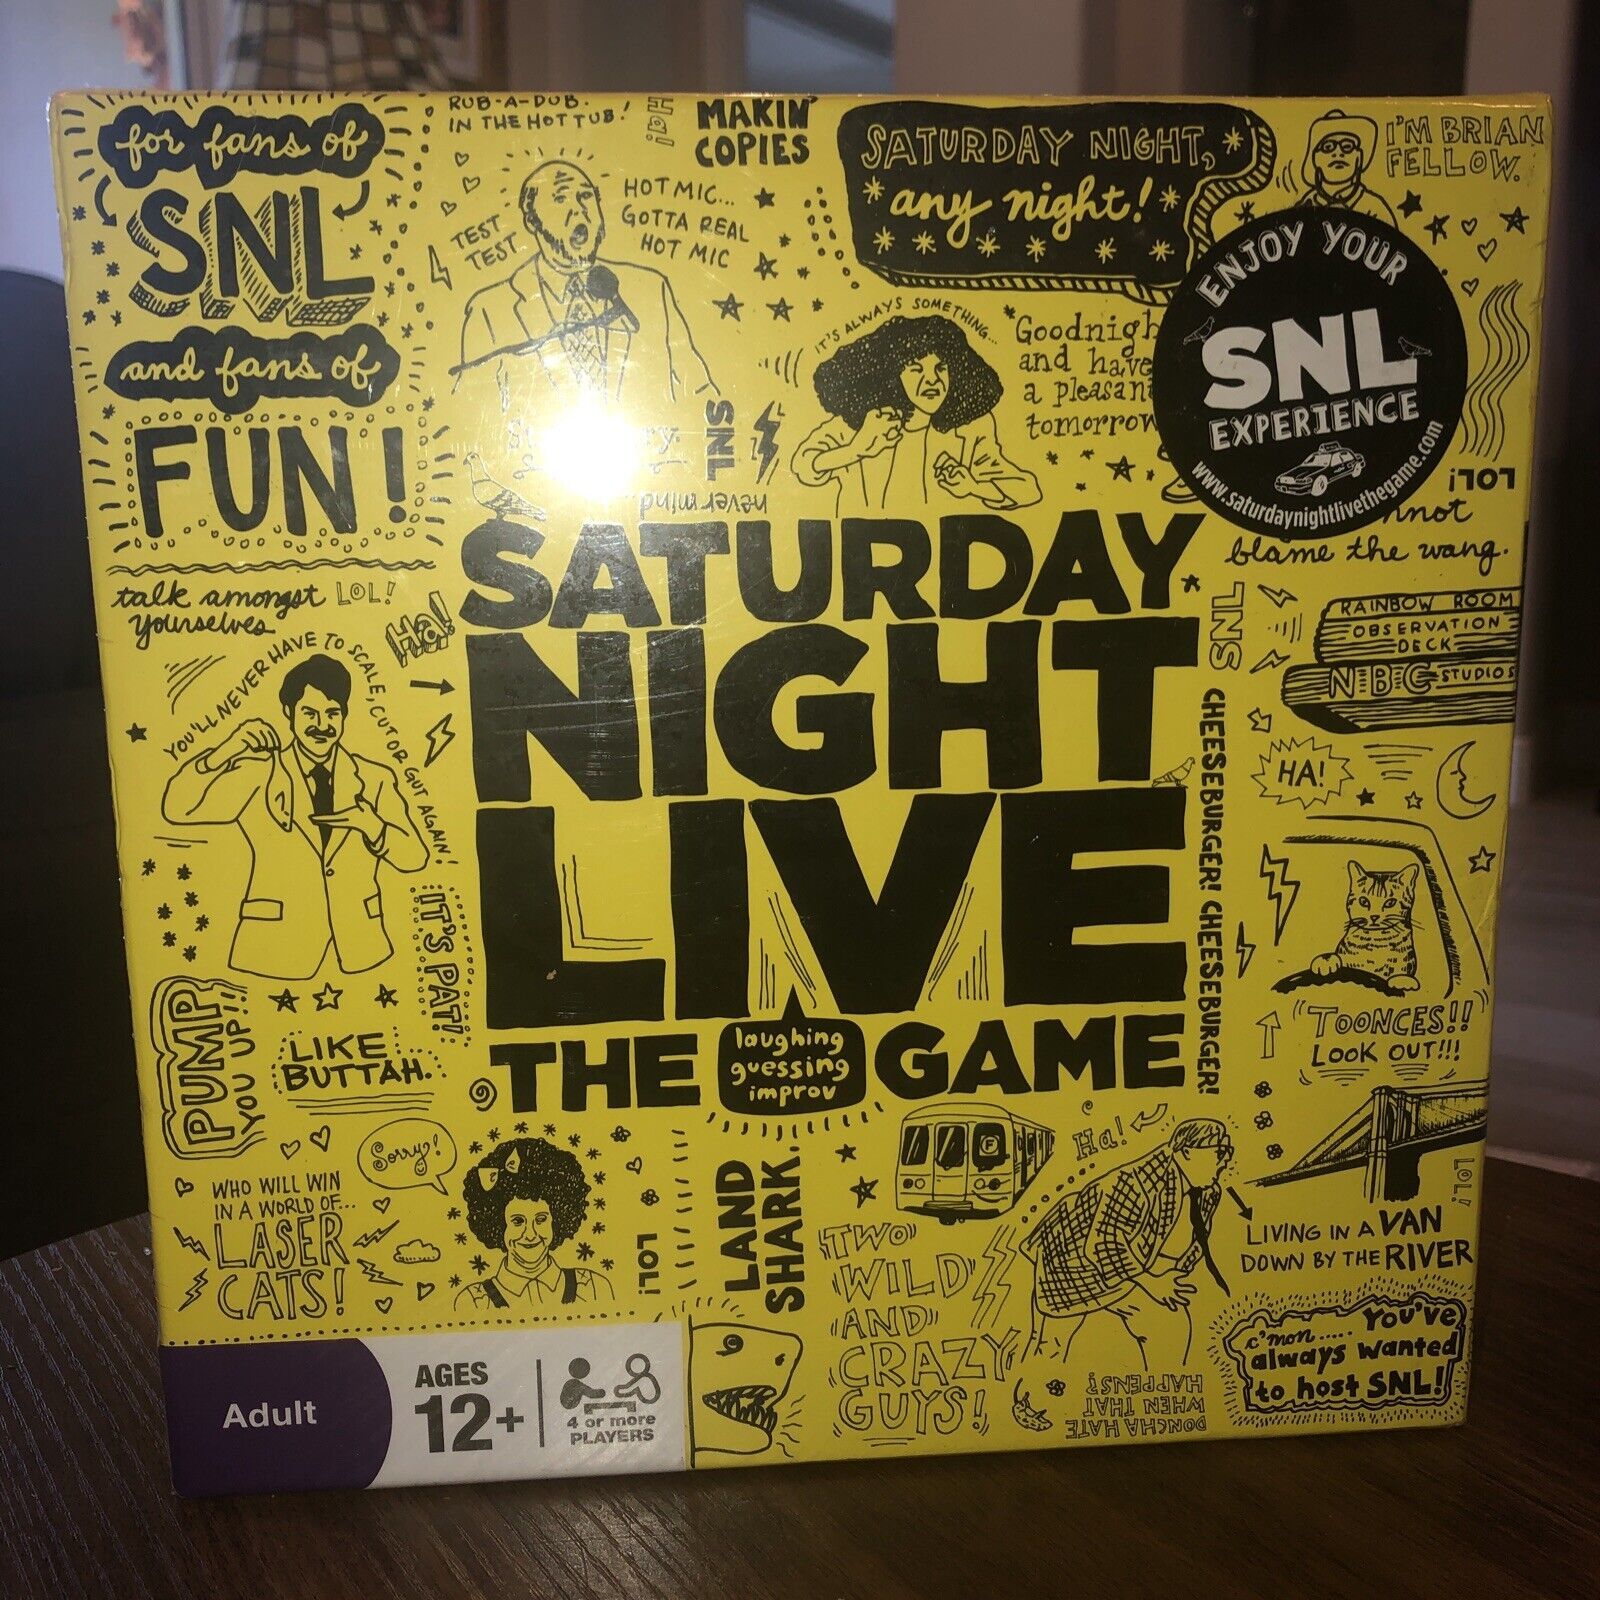 for fans of
SNL
and fans of
FUN!
RUB-A-DUB.
IN THE HOT TUB!
Ha!
MAKIN'
COPIES
TEST
TEST
HOT MIC...
GOTTA REAL
HOT MIC
SATURDAY NIGHT,
any night!
I'M BRIAN
FELLOW.
ENJOY YOUR
SNL
EXPERIENCE
www.saturdaynightlivethegame.com
IT'S ALWAYS SOMETHING...
Goodnigh
and have
a pleasant
tomorrow
SNL
never mind
LOL!
nnot
blame the wang.
talk amongst
yourselves
LOL!
Ha!
YOU'LL NEVER HAVE TO SCALE, CUT OR GUT AGAIN!
SATURDAY
NIGHT
LIVE
THE
laughing
guessing
improv
GAME
SNL
RAINBOW ROOM
OBSERVATION
DECK
NBC STUDIOS
CHEESEBURGER! CHEESEBURGER!
HA!
TOONCES!!
LOOK OUT!!!
IT'S PAT!
PUMP
YOU UP!!
LIKE
BUTTAH.
Sorry!
WHO WILL WIN
IN A WORLD OF...
LASER
CATS!
LOL!
LAND
SHARK.
F
Ha!
TWO
WILD
AND
CRAZY
GUYS!
LIVING IN A VAN
DOWN BY THE RIVER
LOL!
DONCHA HATE
WHEN THAT
HAPPENS?
c'mon..... You've
always wanted
to host SNL!
Adult
AGES
12+
4 or more
PLAYERS